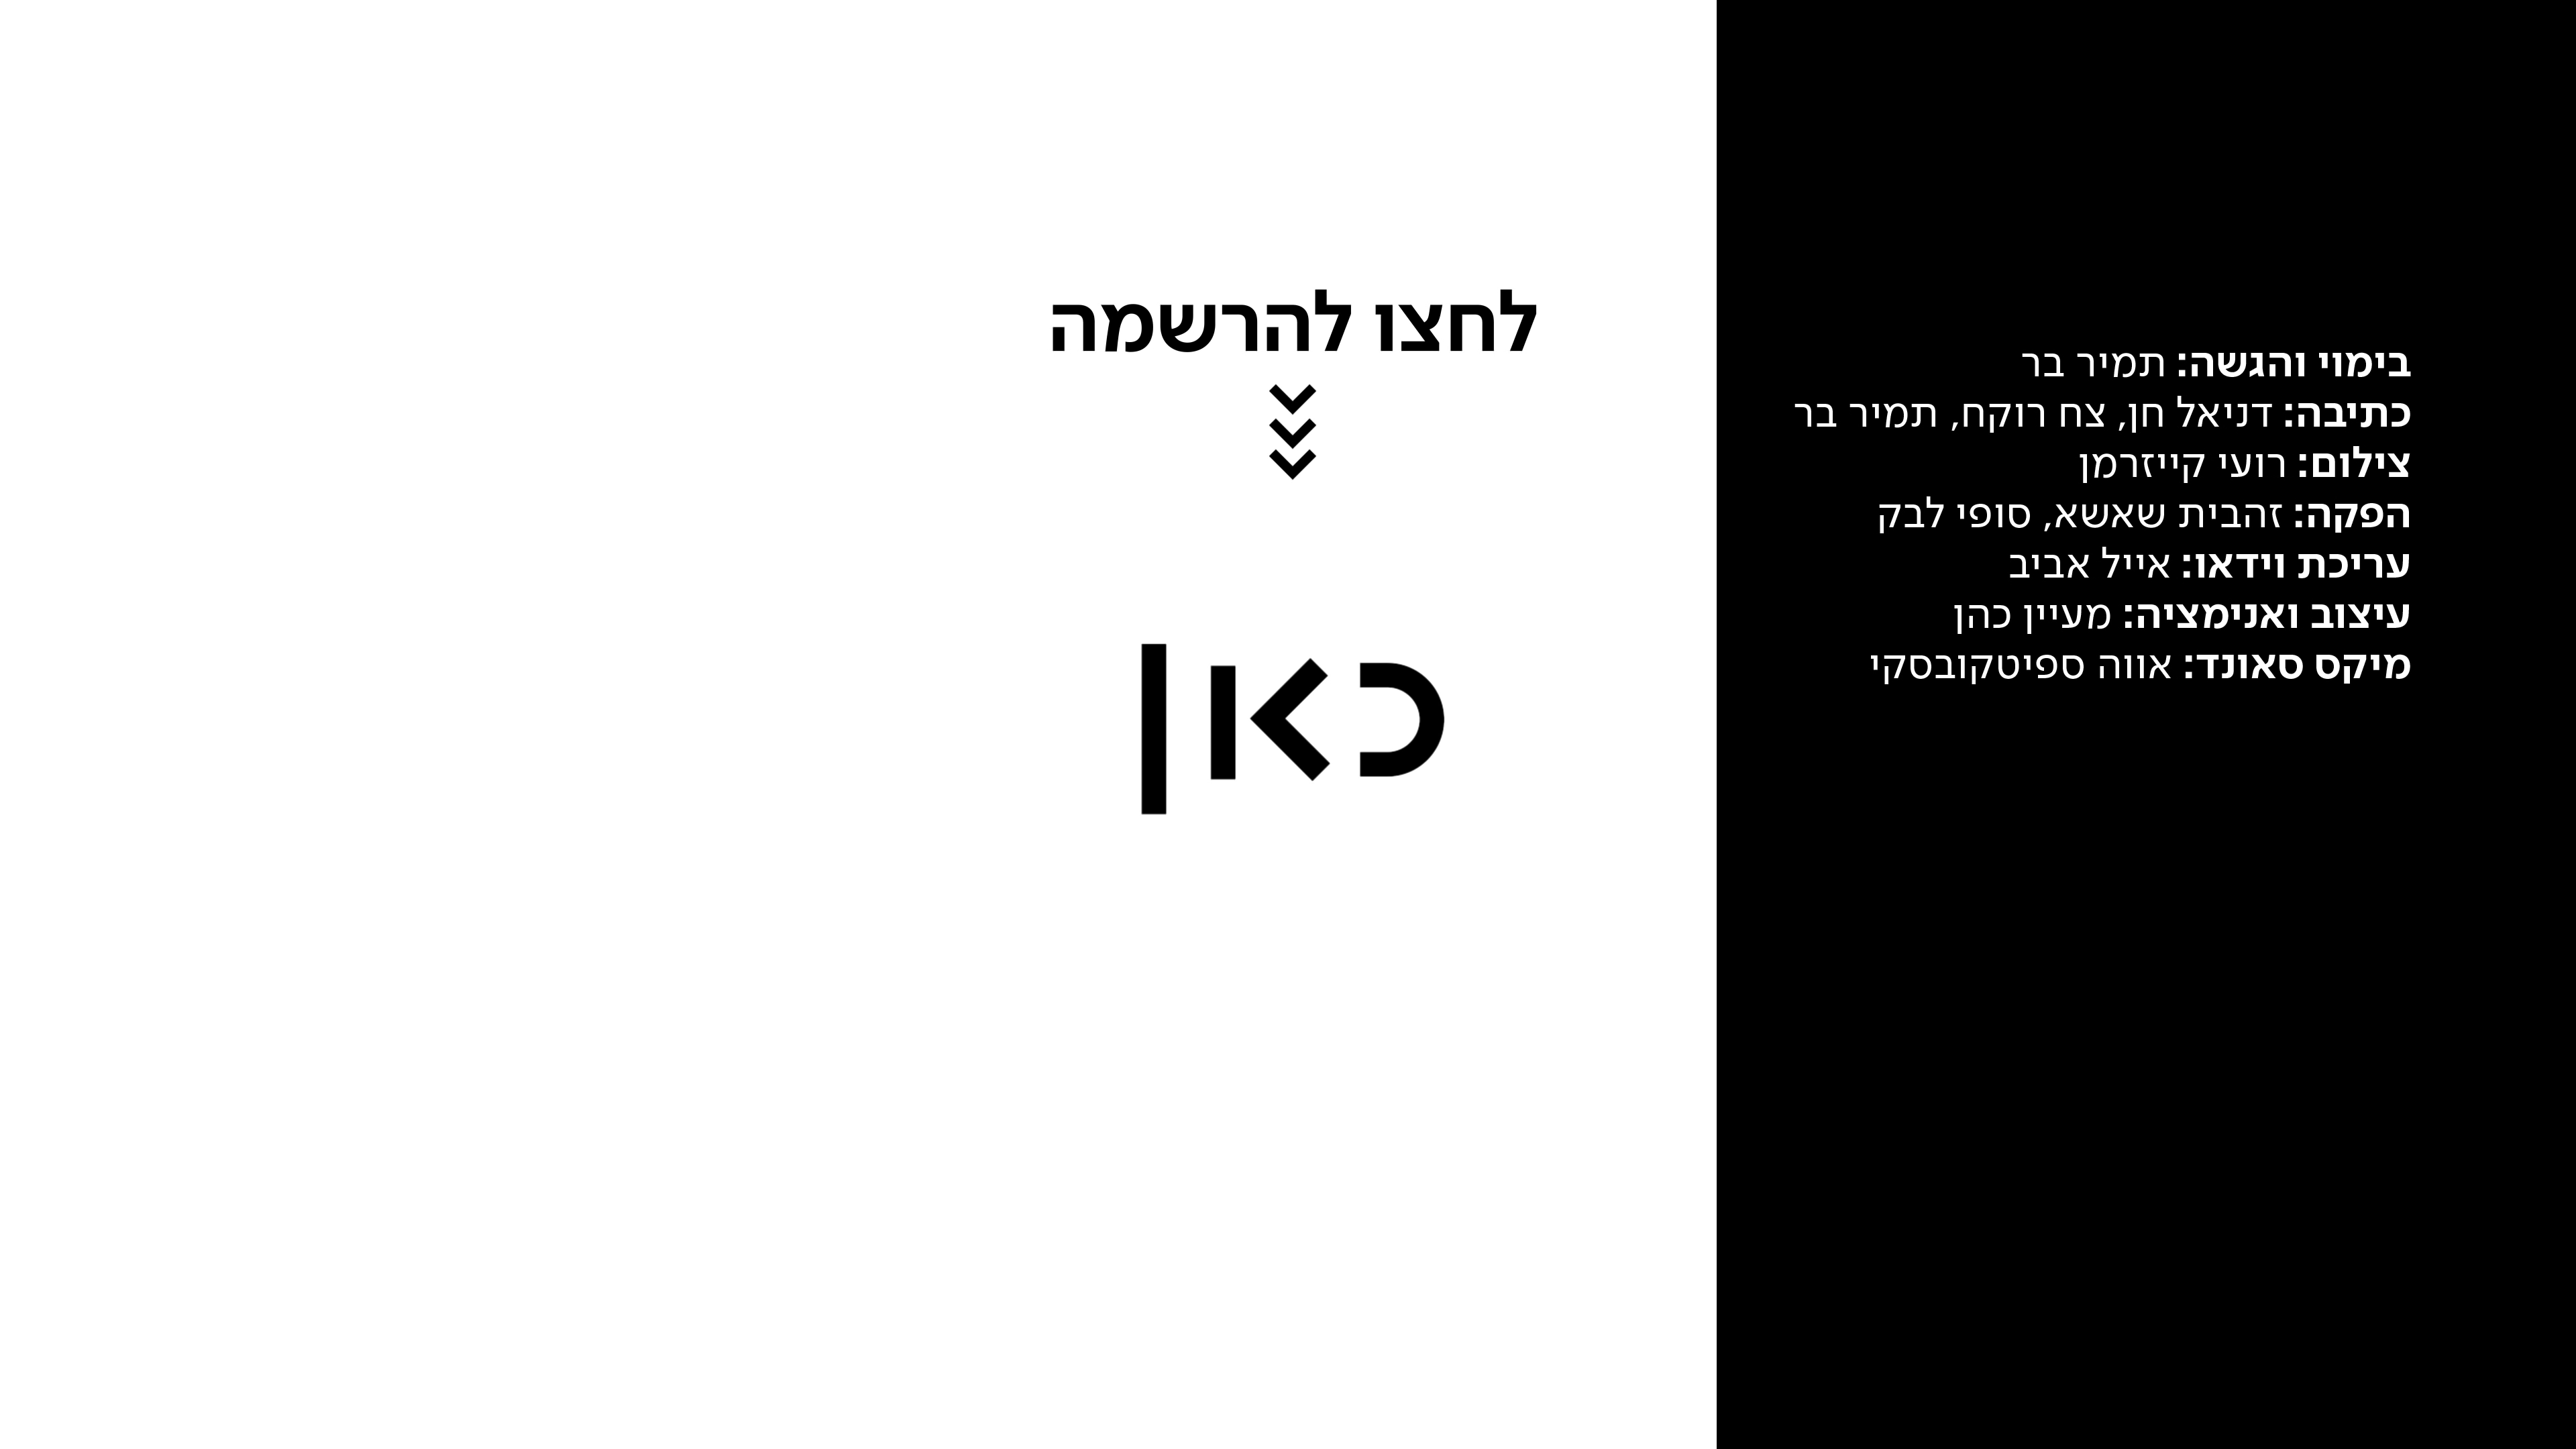 בימוי והגשה: תמיר בר
כתיבה: דניאל חן, צח רוקח, תמיר בר
צילום: רועי קייזרמן
הפקה: זהבית שאשא, סופי לבק
עריכת וידאו: אייל אביב
עיצוב ואנימציה: מעיין כהן
מיקס סאונד: אווה ספיטקובסקי
לחצו להרשמה
כאן